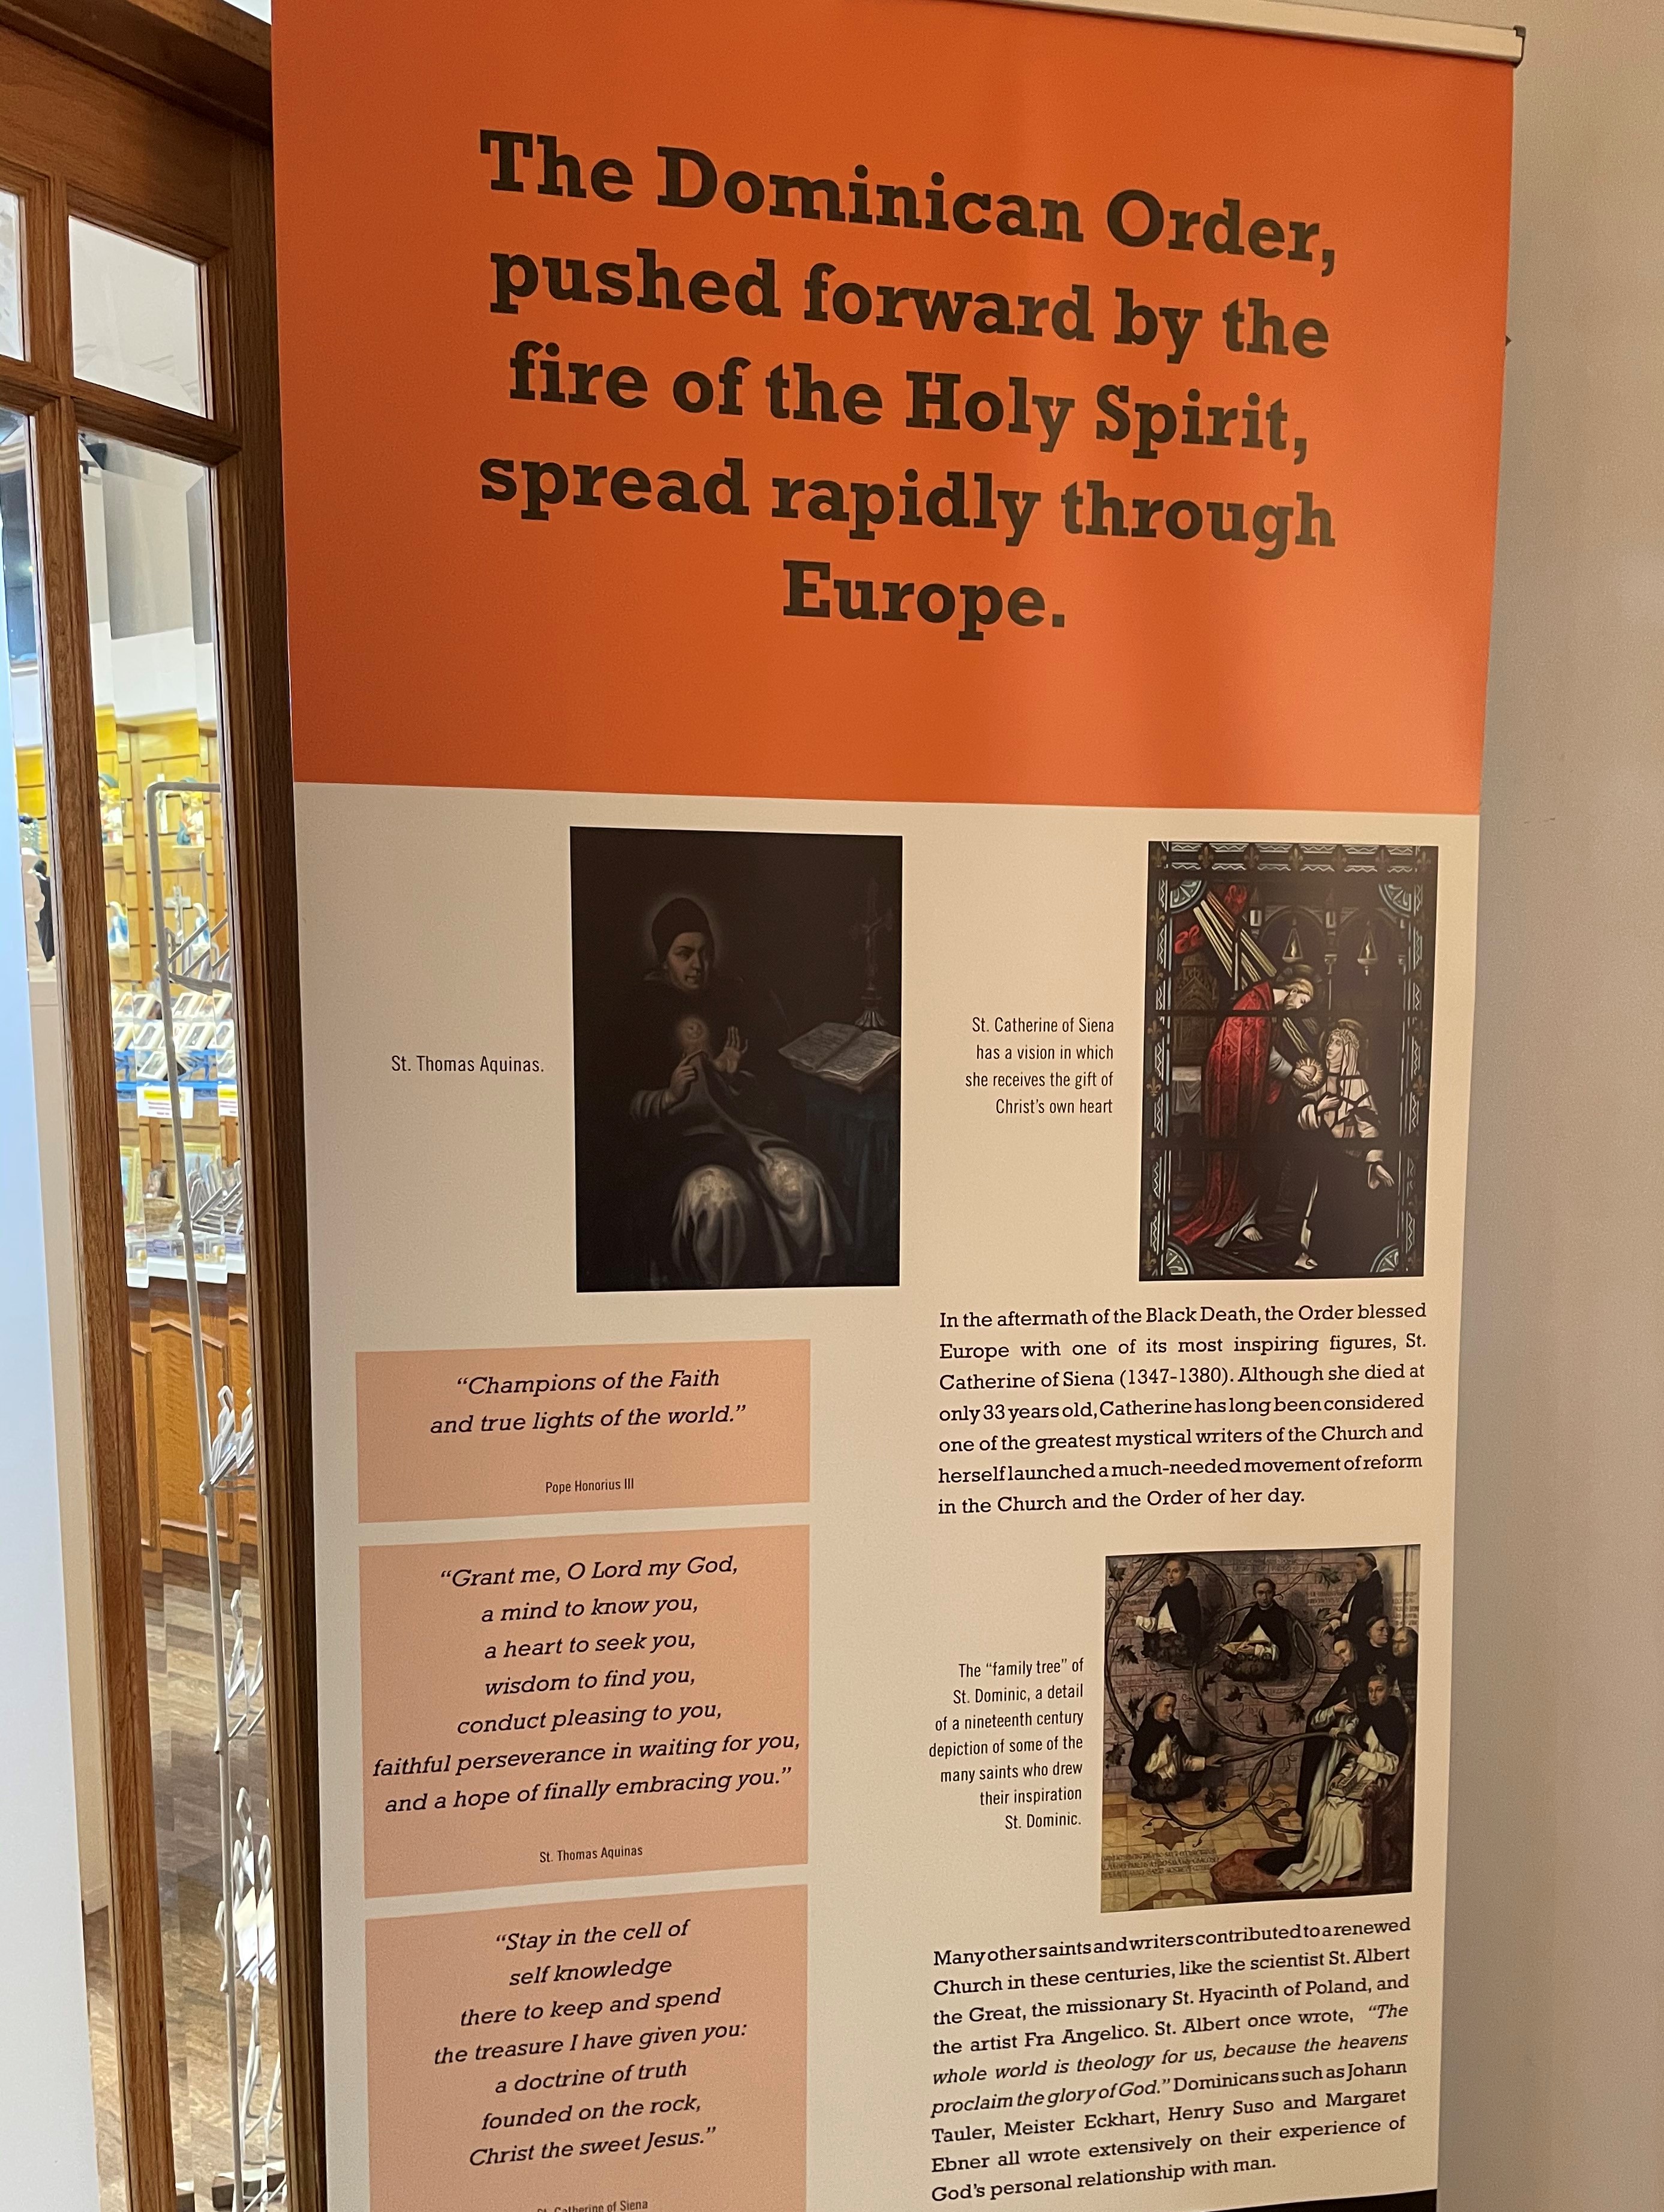 The Dominican Order,
pushed forward by the
fire of the Holy Spirit,
spread rapidly through
Europe.
St. Thomas Aquinas.
St. Catherine of Siena
has a vision in which
she receives the gift of
Christ's own heart
"Champions of the Faith
and true lights of the world."
Pope Honorius III
"Grant me, O Lord my God,
a mind to know you,
a heart to seek you,
wisdom to find you,
conduct pleasing to you,
faithful perseverance in waiting for you,
and a hope of finally embracing you."
St. Thomas Aquinas
"Stay in the cell of
self knowledge
there to keep and spend
the treasure I have given you:
a doctrine of truth
founded on the rock,
Christ the sweet Jesus."
St. Catherine of Siena
In the aftermath of the Black Death, the Order blessed
Europe with one of its most inspiring figures, St.
Catherine of Siena (1347-1380). Although she died at
only 33 years old, Catherine has long been considered
one of the greatest mystical writers of the Church and
herself launched a much-needed movement of reform
in the Church and the Order of her day.
The "family tree" of
St. Dominic, a detail
of a nineteenth century
depiction of some of the
many saints who drew
their inspiration
St. Dominic.
Many other saints and writers contributed to a renewed
Church in these centuries, like the scientist St. Albert
the Great, the missionary St. Hyacinth of Poland, and
the artist Fra Angelico. St. Albert once wrote, "The
whole world is theology for us, because the heavens
proclaim the glory of God." Dominicans such as Johann
Tauler, Meister Eckhart, Henry Suso and Margaret
Ebner all wrote extensively on their experience of
God's personal relationship with man.